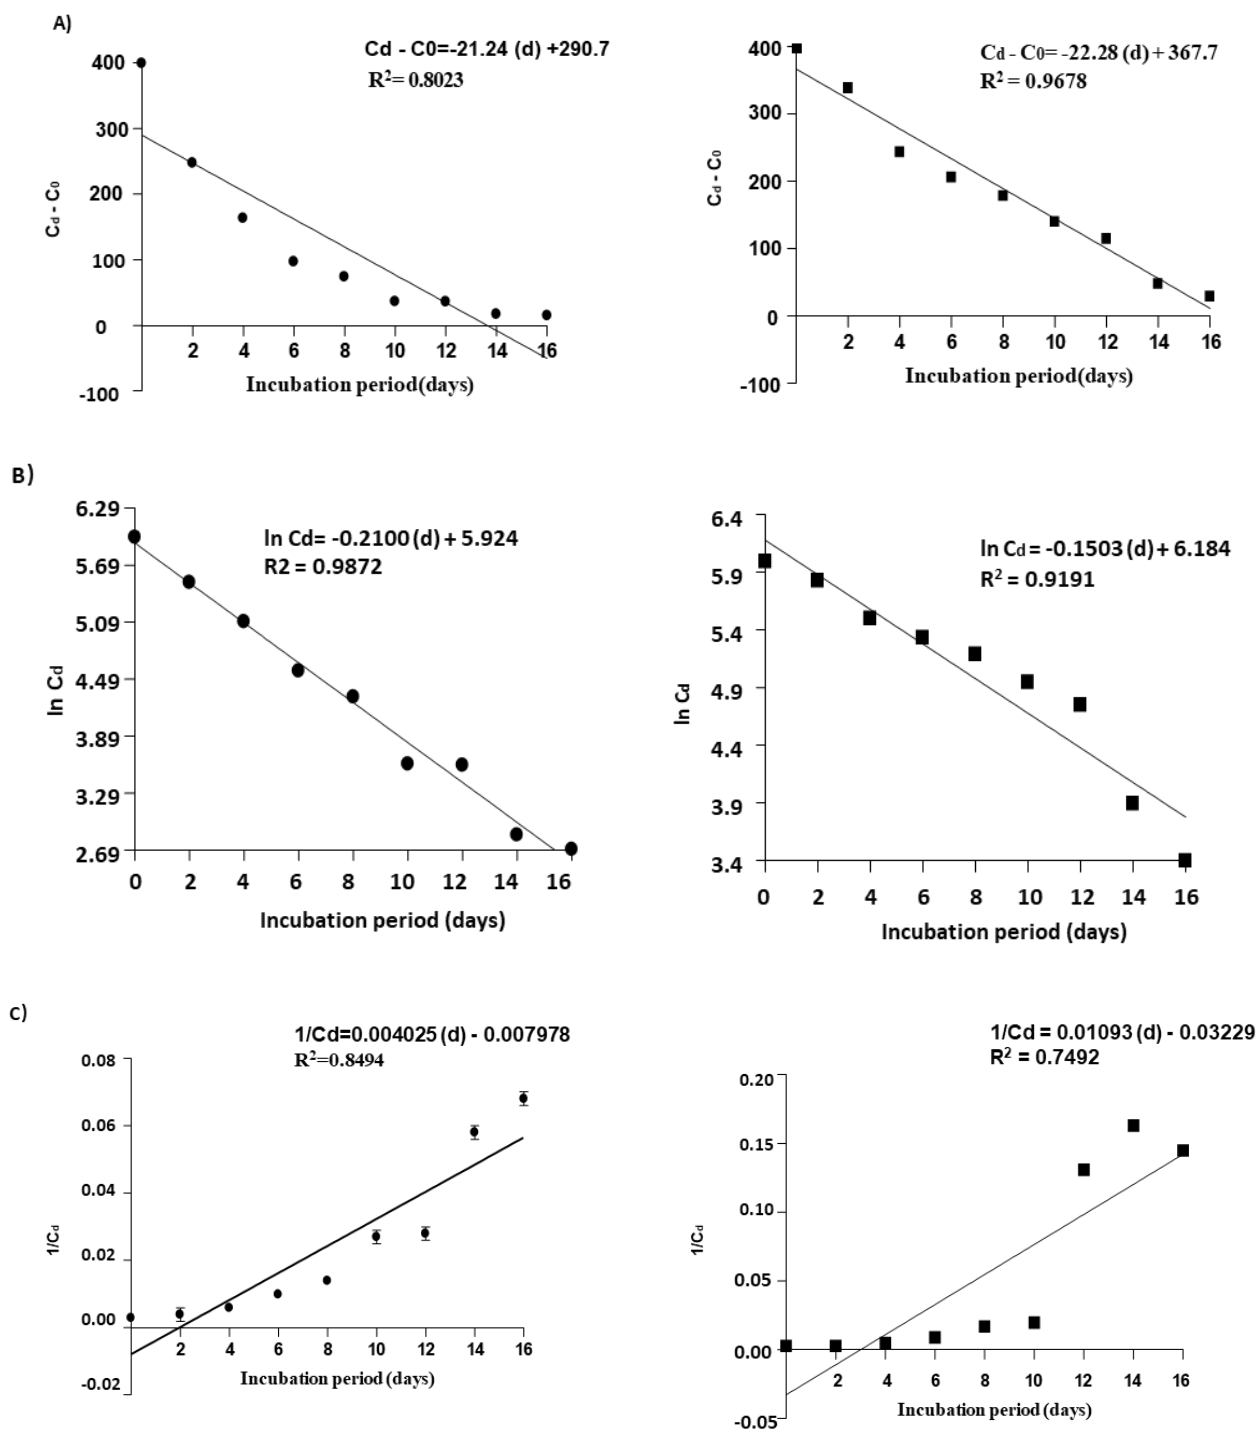 A)
Cd - C0=-21.24 (d) +290.7
R²= 0.8023
400
300
200
100
0
-100
Cd - C0
2 4 6 8 10 12 14 16
Incubation period(days)
Cd - C0= -22.28 (d) + 367.7
R² = 0.9678
400
300
200
100
0
-100
Cd - C0
2 4 6 8 10 12 14 16
Incubation period(days)
B)
ln Cd= -0.2100 (d) + 5.924
R2 = 0.9872
6.29
5.69
5.09
4.49
3.89
3.29
2.69
ln Cd
0 2 4 6 8 10 12 14 16
Incubation period (days)
ln Cd = -0.1503 (d) + 6.184
R² = 0.9191
6.4
5.9
5.4
4.9
4.4
3.9
3.4
ln Cd
0 2 4 6 8 10 12 14 16
Incubation period (days)
C)
1/Cd=0.004025 (d) - 0.007978
R²=0.8494
0.08
0.06
0.04
0.02
0.00
-0.02
1/Cd
2 4 6 8 10 12 14 16
Incubation period (days)
1/Cd = 0.01093 (d) - 0.03229
R² = 0.7492
0.20
0.15
0.10
0.05
0.00
-0.05
1/Cd
2 4 6 8 10 12 14 16
Incubation period (days)